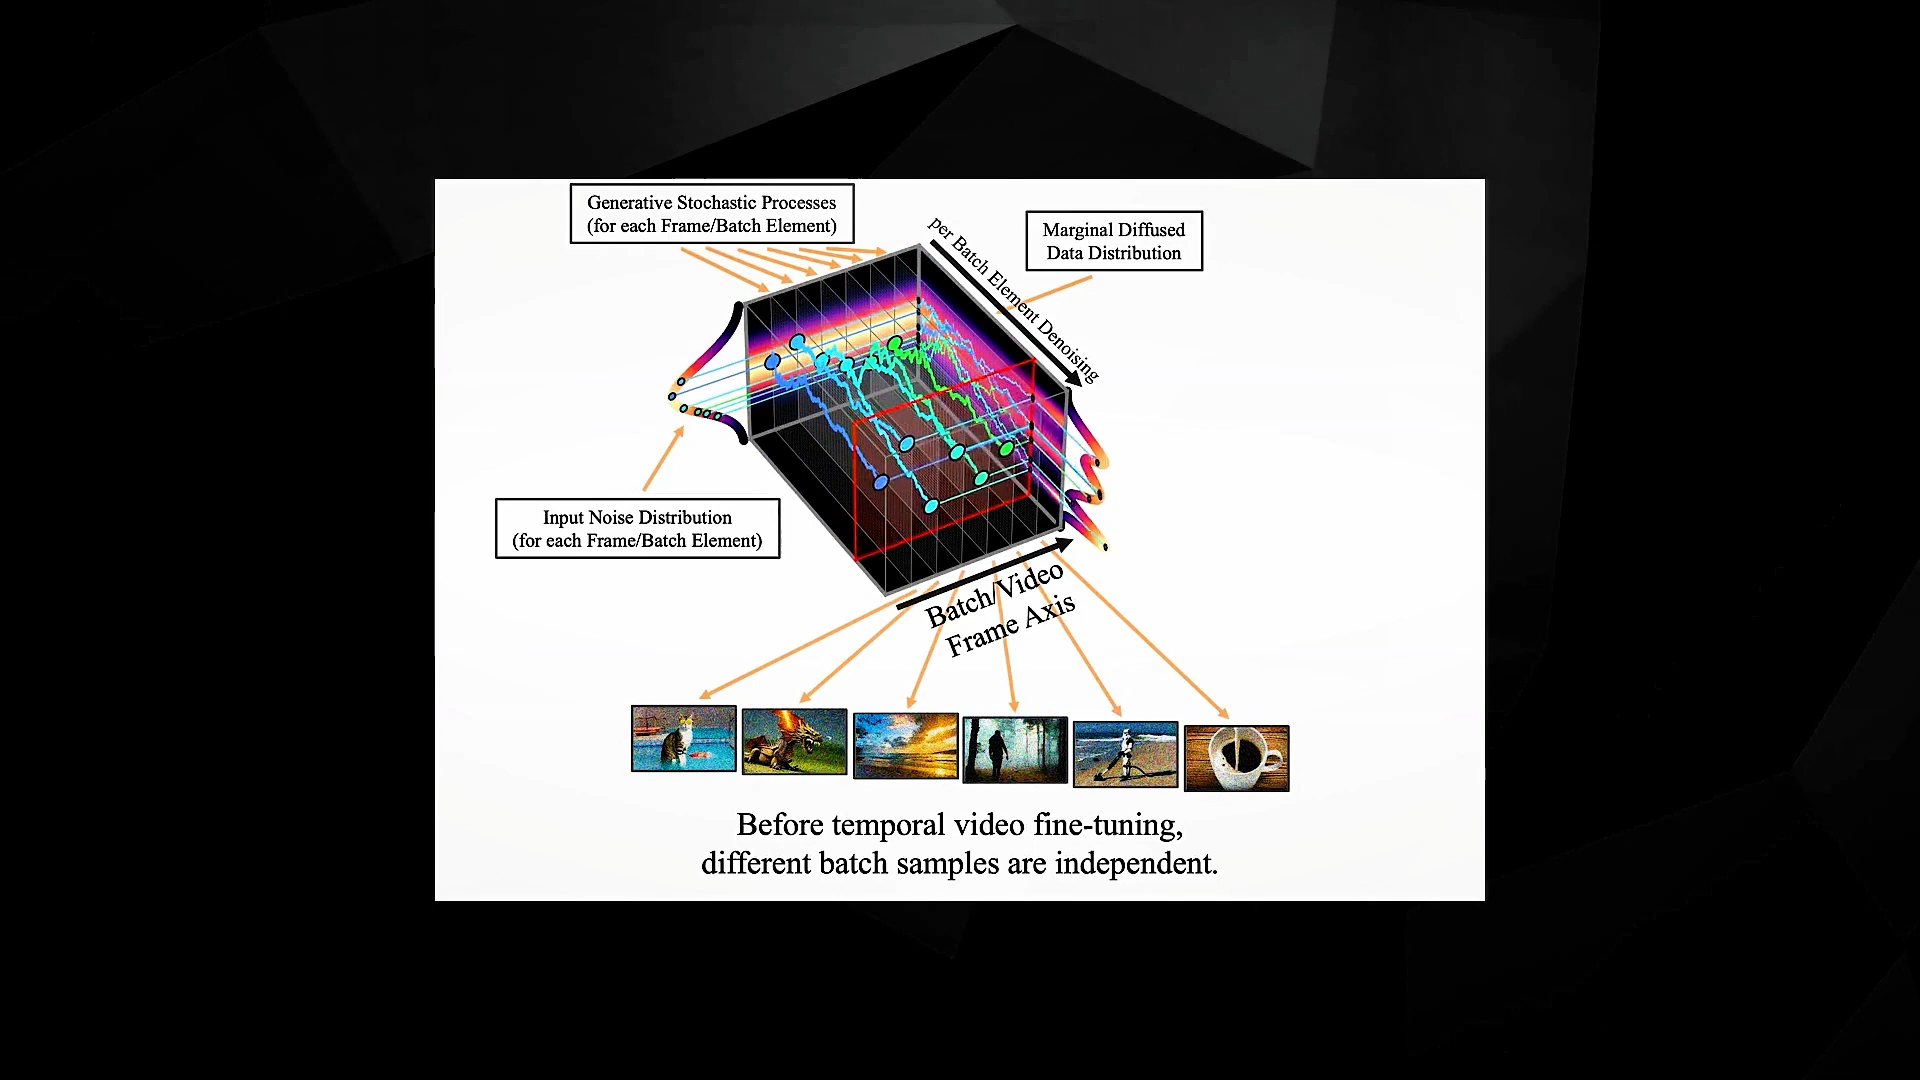 Generative Stochastic Processes
(for each Frame/Batch Element)
per Batch Element Denoising
Marginal Diffused
Data Distribution
Input Noise Distribution
(for each Frame/Batch Element)
Batch/Video
Frame Axis
Before temporal video fine-tuning,
different batch samples are independent.